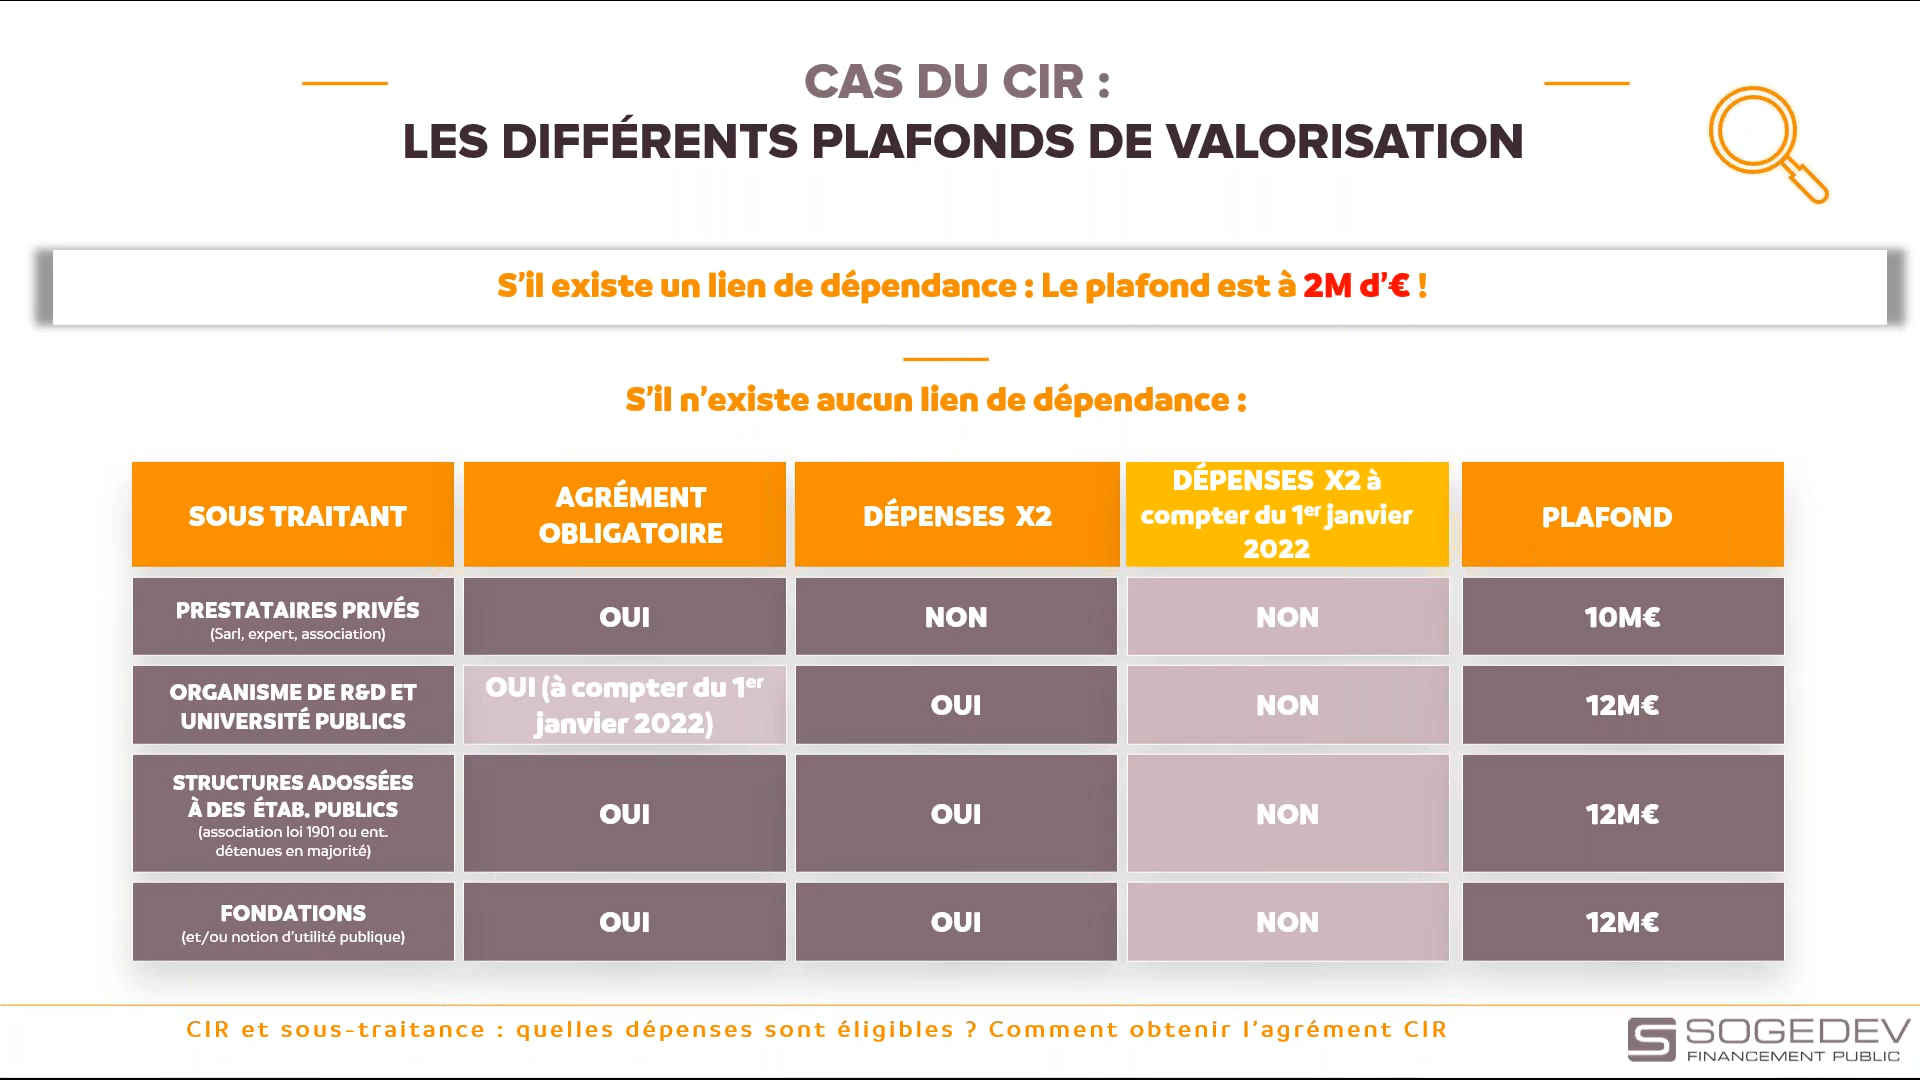 CAS DU CIR :
LES DIFFÉRENTS PLAFONDS DE VALORISATION
S'il existe un lien de dépendance : Le plafond est à 2M d'€ !
S'il n'existe aucun lien de dépendance :
SOUS TRAITANT
AGRÉMENT
OBLIGATOIRE
DÉPENSES X2
DÉPENSES X2 à
compter du 1er janvier
2022
PLAFOND
PRESTATAIRES PRIVÉS
(Sarl, expert, association)
OUI
NON
NON
10M€
ORGANISME DE R&D ET
UNIVERSITÉ PUBLICS
OUI (à compter du 1er
janvier 2022)
OUI
NON
12M€
STRUCTURES ADOSSÉES
À DES ÉTAB. PUBLICS
(association loi 1901 ou ent.
détenues en majorité)
OUI
OUI
NON
12M€
FONDATIONS
(et/ou notion d'utilité publique)
OUI
OUI
NON
12M€
CIR et sous-traitance : quelles dépenses sont éligibles ? Comment obtenir l'agrément CIR
SOGEDEV
FINANCEMENT PUBLIC